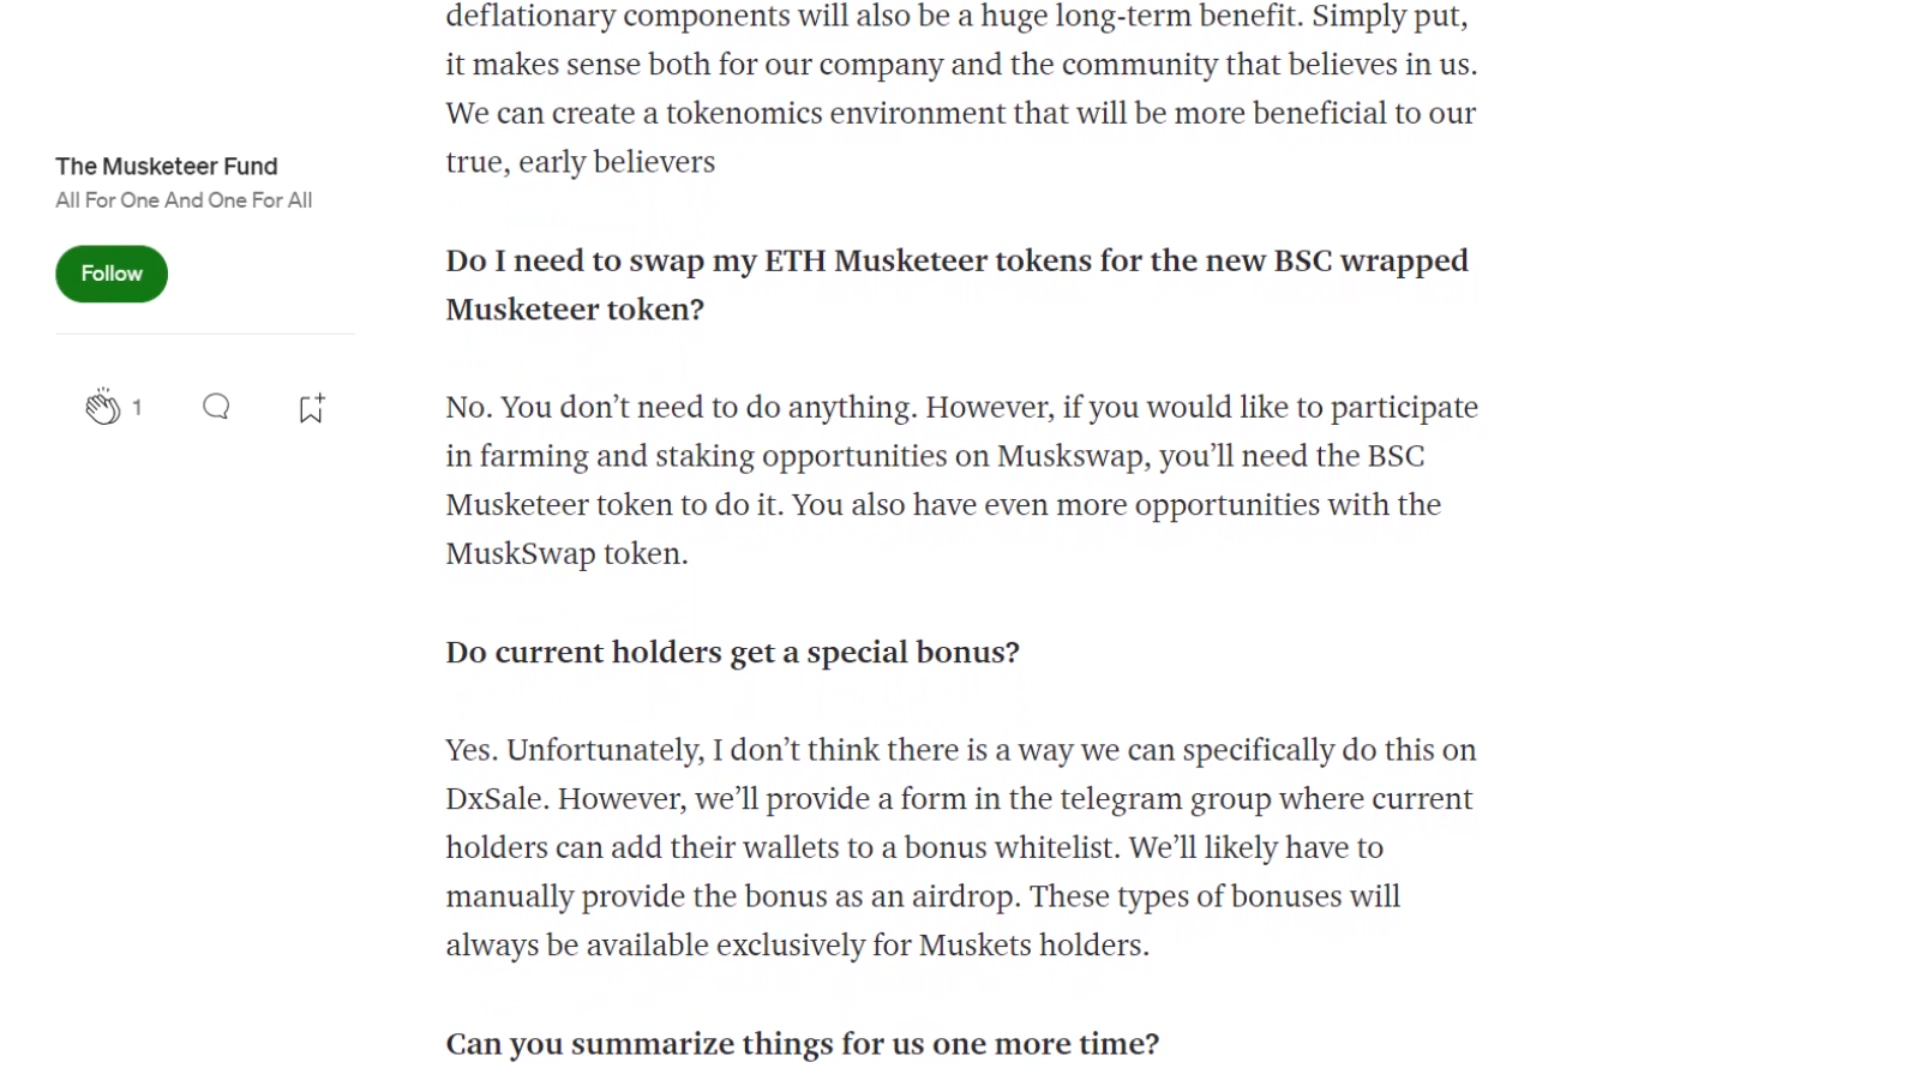 deflationary components will also be a huge long-term benefit. Simply put,
it makes sense both for our company and the community that believes in us.
We can create a tokenomics environment that will be more beneficial to our
true, early believers
The Musketeer Fund
All For One And One For All
Follow
1
Do I need to swap my ETH Musketeer tokens for the new BSC wrapped
Musketeer token?
No. You don’t need to do anything. However, if you would like to participate
in farming and staking opportunities on Muskswap, you’ll need the BSC
Musketeer token to do it. You also have even more opportunities with the
MuskSwap token.
Do current holders get a special bonus?
Yes. Unfortunately, I don’t think there is a way we can specifically do this on
DxSale. However, we’ll provide a form in the telegram group where current
holders can add their wallets to a bonus whitelist. We’ll likely have to
manually provide the bonus as an airdrop. These types of bonuses will
always be available exclusively for Muskets holders.
Can you summarize things for us one more time?